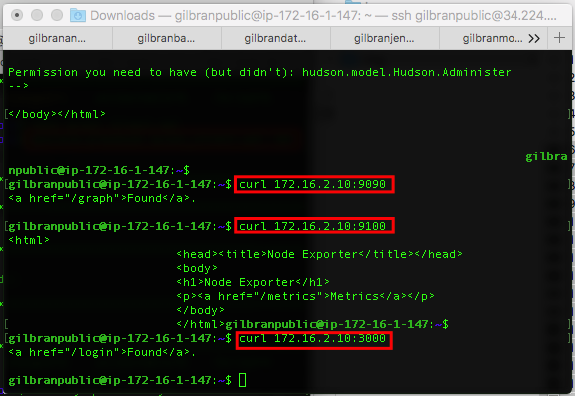 Downloads — gilbranpublic@ip-172-16-1-147: ~ — ssh gilbranpublic@34.224....
gilbranan... gilbranba... gilbrandat... gilbranjen... gilbranmo... >> +
Permission you need to have (but didn't): hudson.model.Hudson.Administer
-->
</body></html>
gilbra
npublic@ip-172-16-1-147:~$
gilbranpublic@ip-172-16-1-147:~$ curl 172.16.2.10:9090
<a href="/graph">Found</a>.
gilbranpublic@ip-172-16-1-147:~$ curl 172.16.2.10:9100
<html>
<head><title>Node Exporter</title></head>
<body>
<h1>Node Exporter</h1>
<p><a href="/metrics">Metrics</a></p>
</body>
</html>gilbranpublic@ip-172-16-1-147:~$
gilbranpublic@ip-172-16-1-147:~$ curl 172.16.2.10:3000
<a href="/login">Found</a>.
gilbranpublic@ip-172-16-1-147:~$